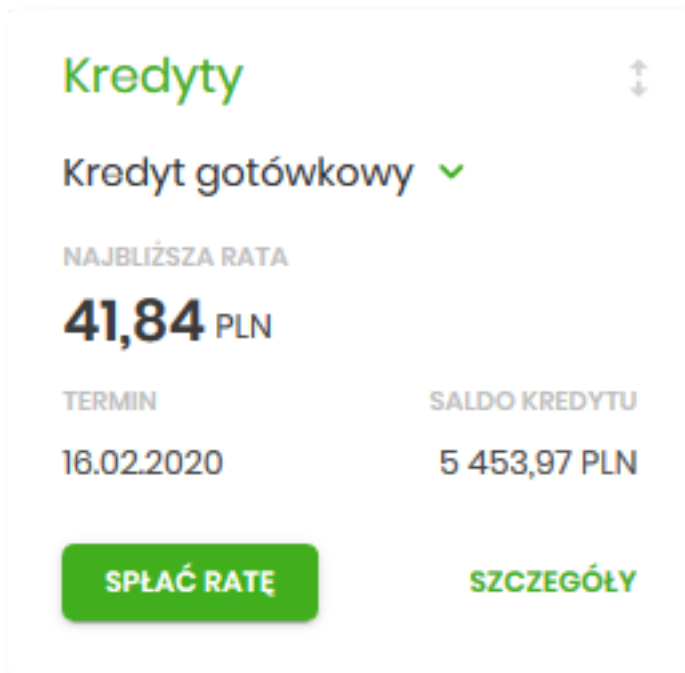 Kredyty
Kredyt gotówkowy
NAJBLIŻSZA RATA
41,84 PLN
TERMIN SALDO KREDYTU
16.02.2020 5 453,97 PLN
SPŁAĆ RATĘ SZCZEGÓŁY